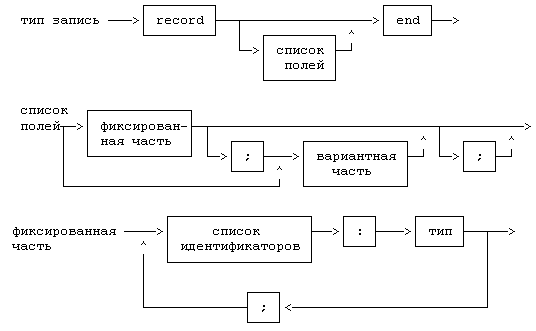 тип запись
record
end
список
полей
список
полей
фиксирован-
ная часть
;
вариантная
часть
;
фиксированная
часть
список
идентификаторов
:
тип
;